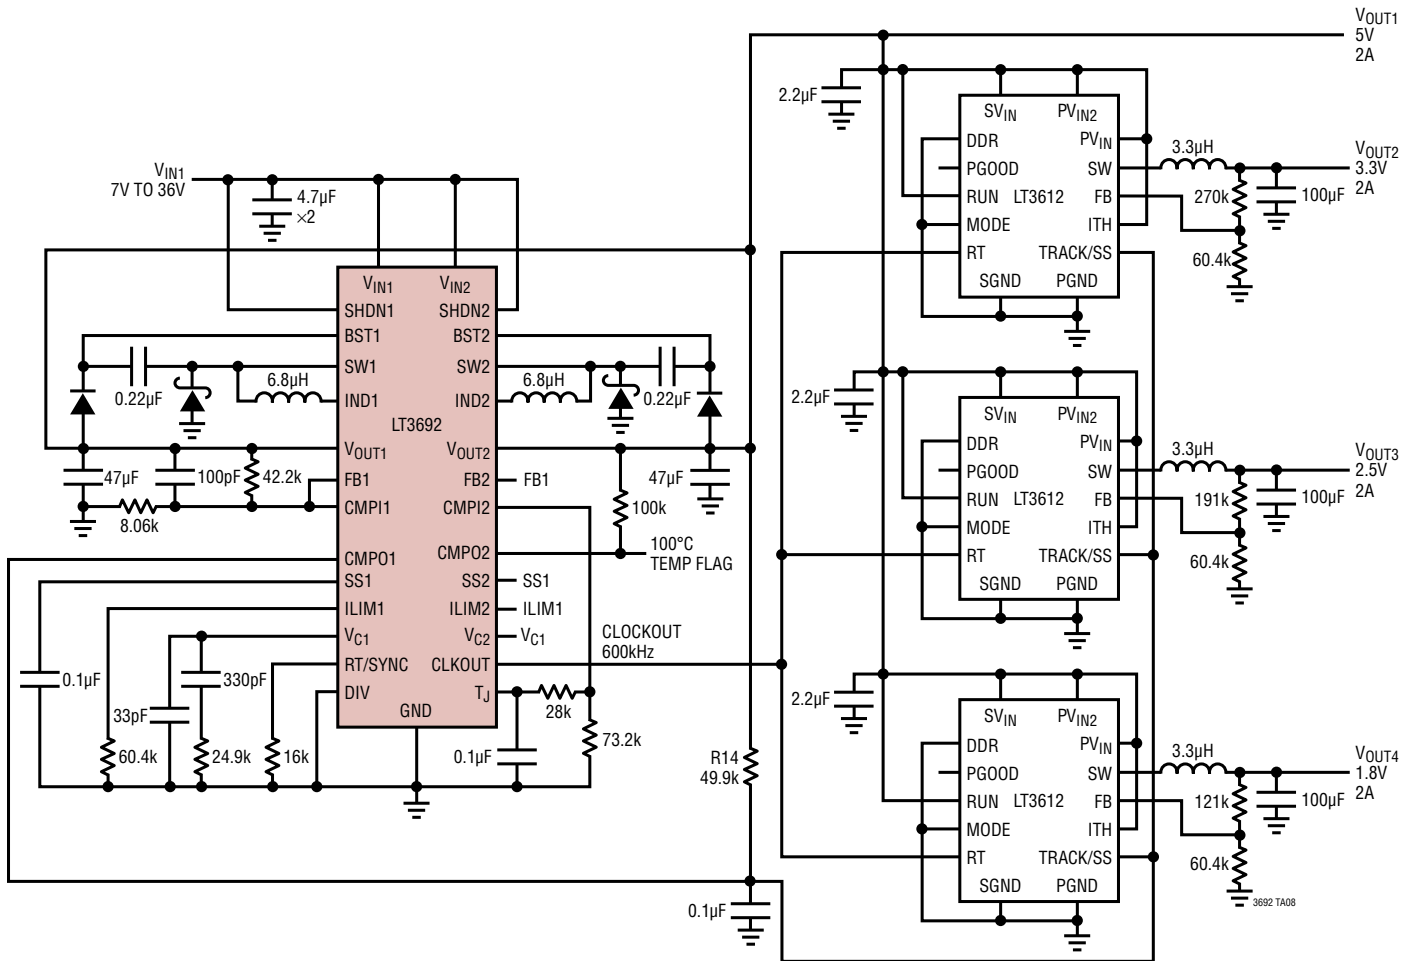 VOUT1
5V
2A
2.2µF
SVIN
PVIN2
DDR
PVIN
PGOOD
SW
RUN
LT3612
FB
MODE
ITH
RT
TRACK/SS
SGND
PGND
3.3µH
VOUT2
3.3V
2A
270k
100µF
60.4k
VIN1
7V TO 36V
4.7µF
×2
VIN1
VIN2
SHDN1
SHDN2
BST1
BST2
SW1
SW2
IND1
IND2
LT3692
VOUT1
VOUT2
FB1
FB2
FB1
CMPI1
CMPI2
CMPO1
CMPO2
SS1
SS2
SS1
ILIM1
ILIM2
ILIM1
VC1
VC2
VC1
RT/SYNC
CLKOUT
DIV
TJ
GND
0.22µF
6.8µH
6.8µH
0.22µF
47µF
100pF
42.2k
8.06k
47µF
100k
100°C
TEMP FLAG
CLOCKOUT
600kHz
0.1µF
33pF
330pF
60.4k
24.9k
16k
0.1µF
28k
73.2k
R14
49.9k
0.1µF
2.2µF
SVIN
PVIN2
DDR
PVIN
PGOOD
SW
RUN
LT3612
FB
MODE
ITH
RT
TRACK/SS
SGND
PGND
3.3µH
VOUT3
2.5V
2A
191k
100µF
60.4k
2.2µF
SVIN
PVIN2
DDR
PVIN
PGOOD
SW
RUN
LT3612
FB
MODE
ITH
RT
TRACK/SS
SGND
PGND
3.3µH
VOUT4
1.8V
2A
121k
100µF
60.4k
3692 TA08